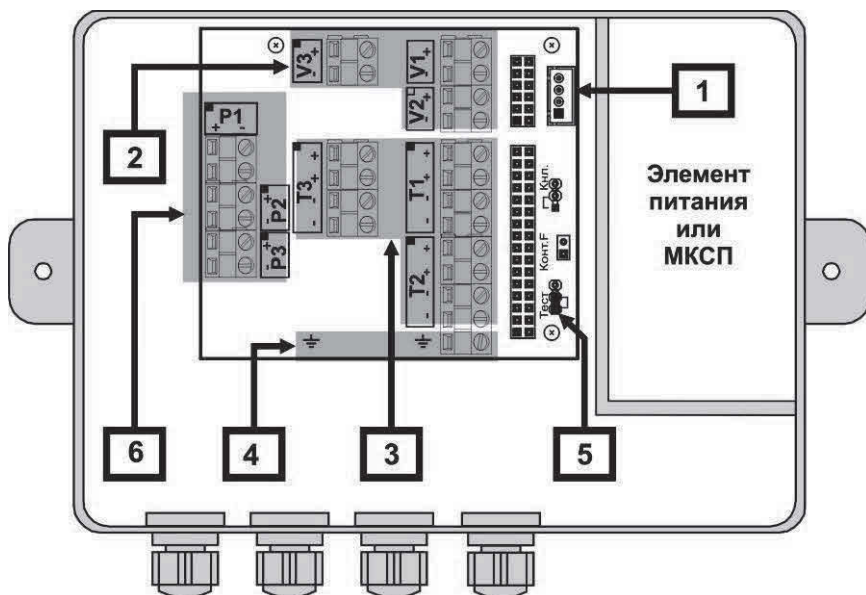 V3 + -
V1 + -
V2 + -
1
2
P1
+ -
T3 + + - -
T1 + + - -
Кнл.
P2 + -
P3 + -
T2 + + - -
Конт.F
Тест
Элемент
питания
или
МКСП
6
4
3
5